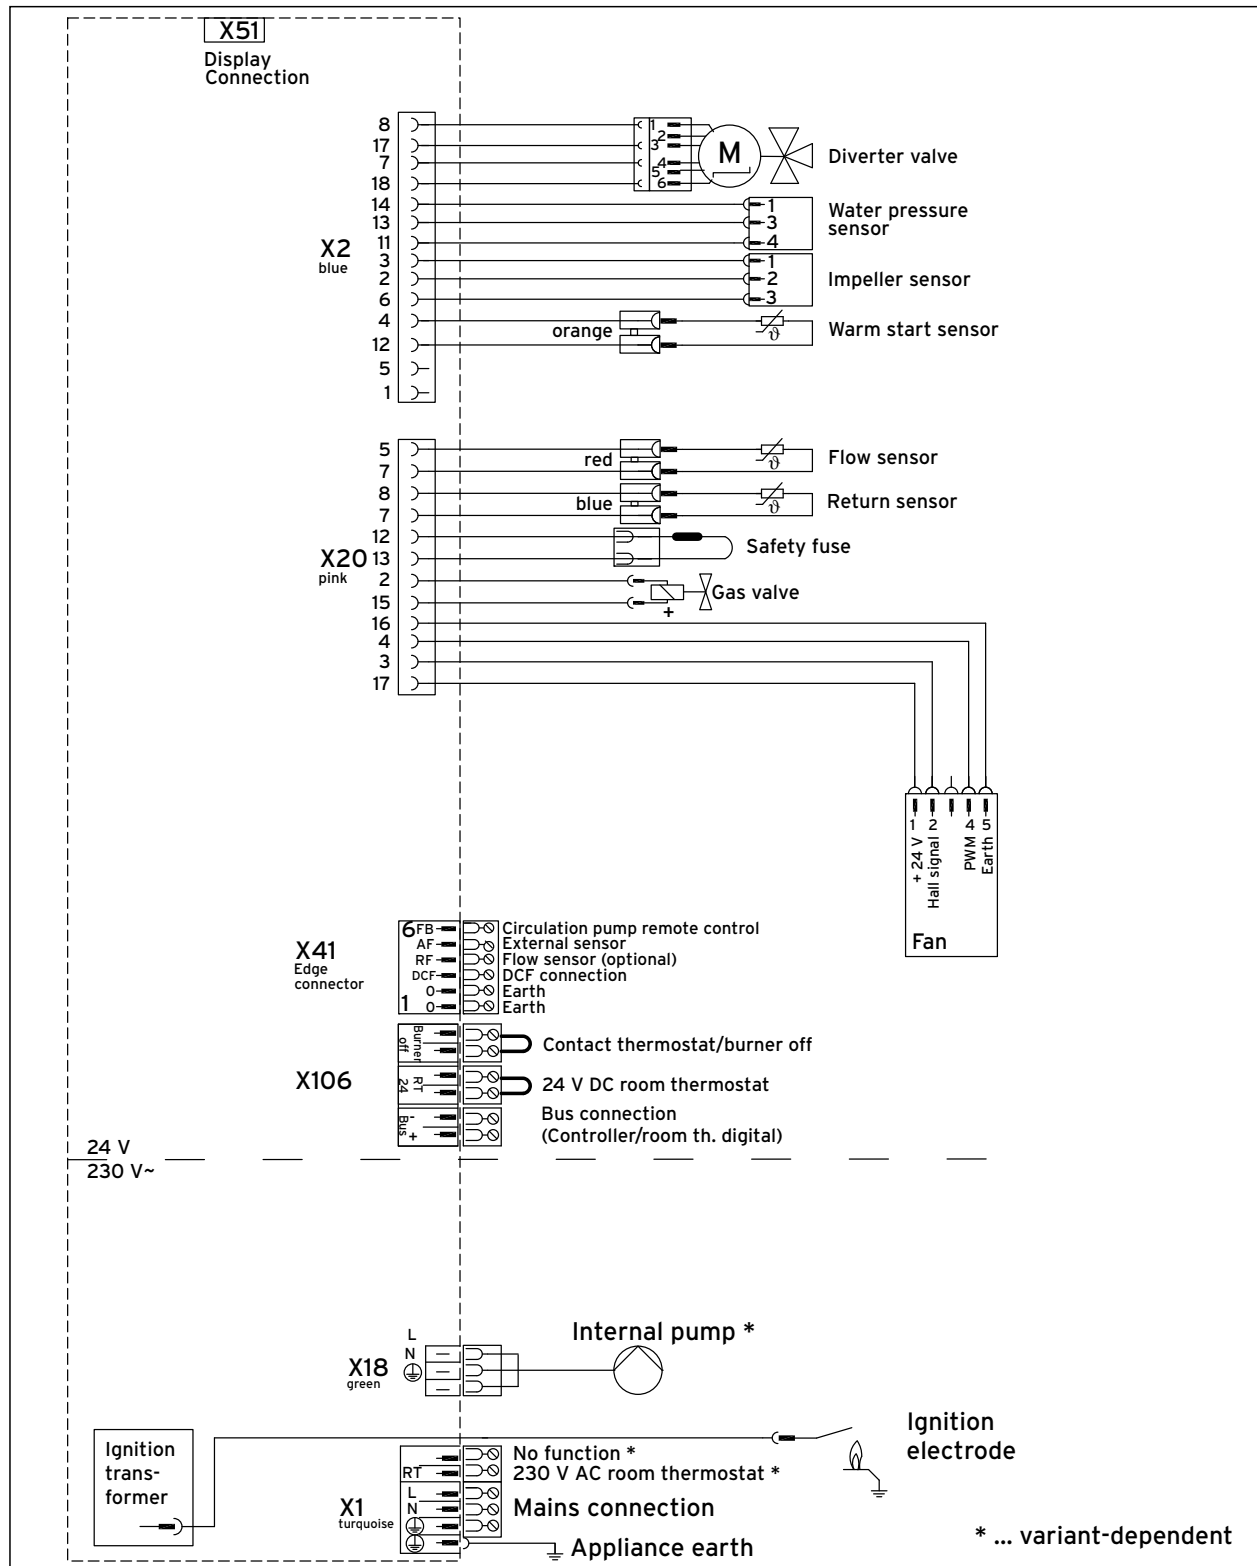 X51
Display
Connection
8
17
7
18
14
13
11
3
2
6
4
12
5
1
X2
blue
1
2
3
4
5
6
M
Diverter valve
1
3
4
Water pressure
sensor
1
2
3
Impeller sensor
orange
ϑ
Warm start sensor
5
7
8
7
12
13
2
15
16
4
3
17
X20
pink
red
ϑ
Flow sensor
blue
ϑ
Return sensor
Safety fuse
+
Gas valve
1 2 4 5
+ 24 V
Hall signal
PWM
Earth
Fan
X41
Edge
connector
6 FB Circulation pump remote control
AF External sensor
RF Flow sensor (optional)
DCF DCF connection
0 Earth
1 0 Earth
X106
Burner
off
Contact thermostat/burner off
RT
24
24 V DC room thermostat
Bus
-
+
Bus connection
(Controller/room th. digital)
24 V
230 V~
Internal pump *
L
N
X18
green
Ignition
trans-
former
Ignition
electrode
No function *
RT 230 V AC room thermostat *
L
N
Mains connection
X1
turquoise
Appliance earth
* ... variant-dependent